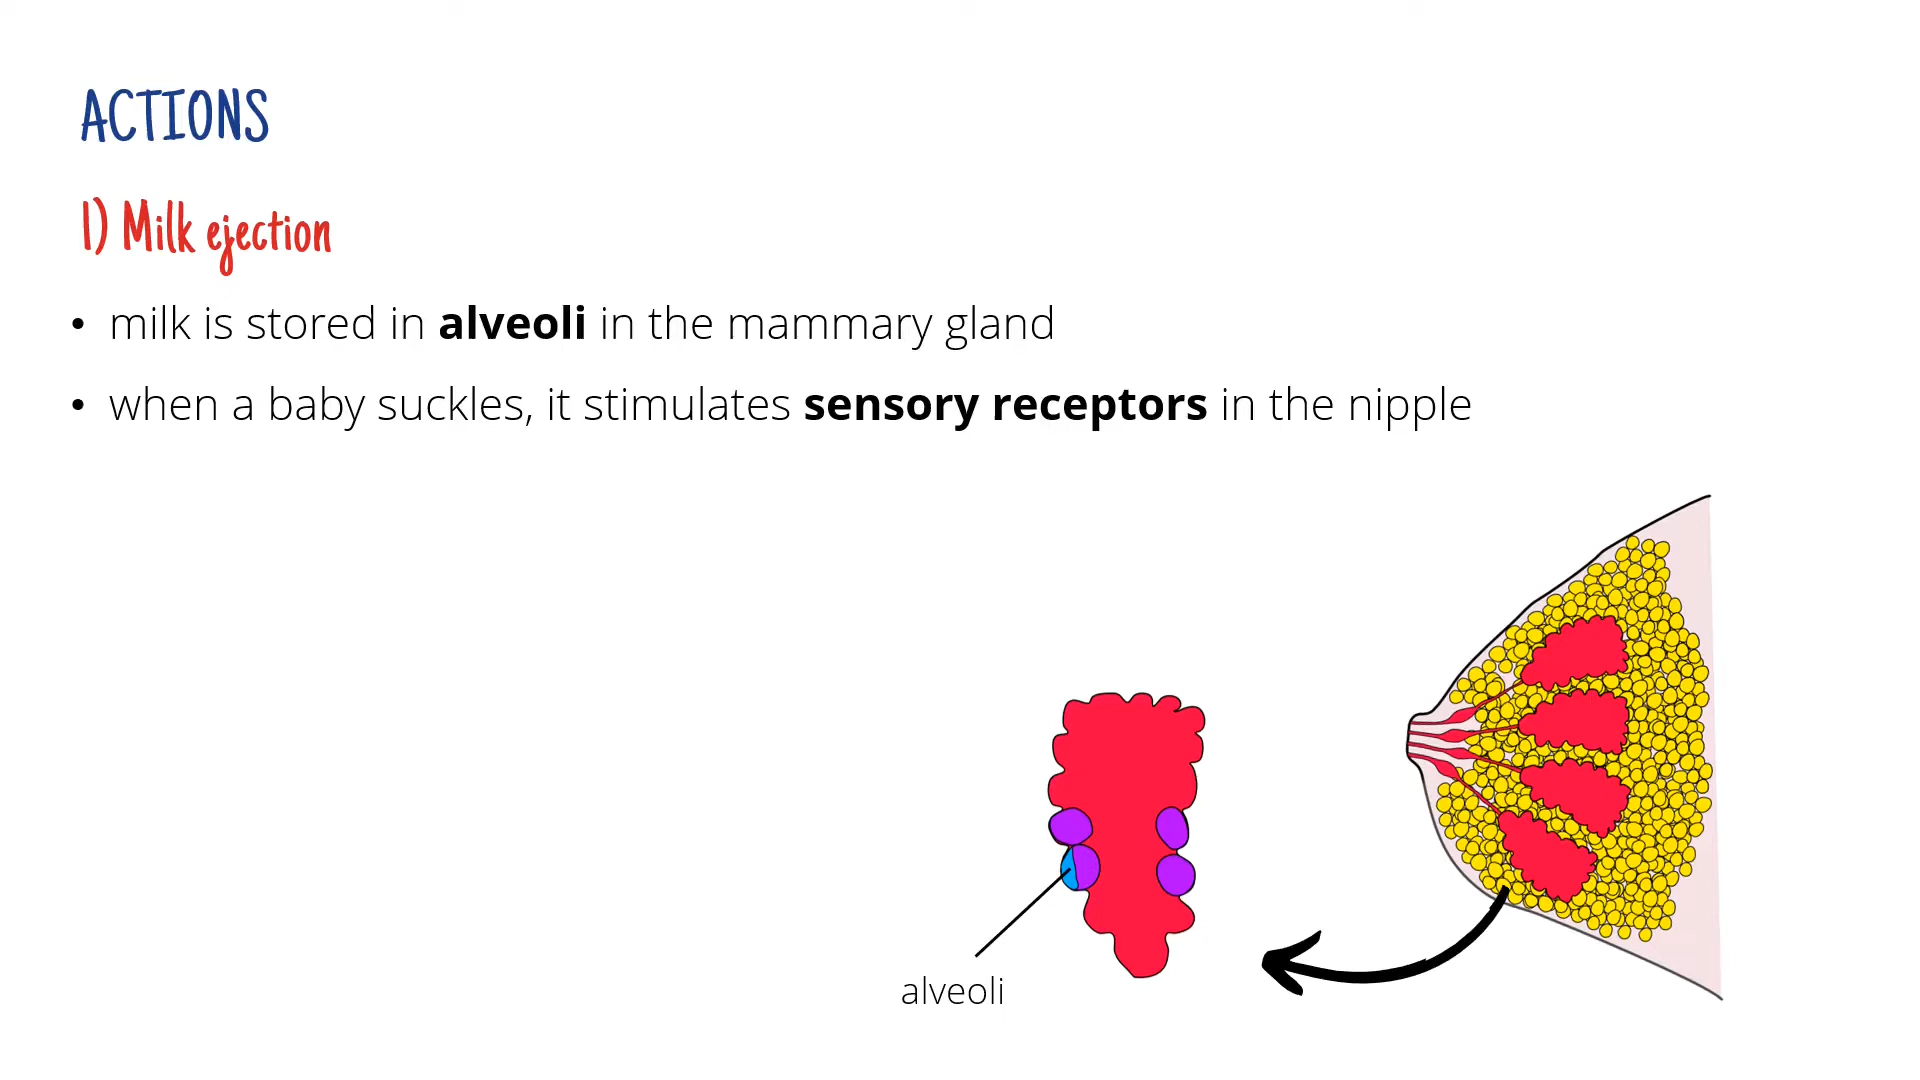 ACTIONS
1) Milk ejection
• milk is stored in alveoli in the mammary gland
• when a baby suckles, it stimulates sensory receptors in the nipple
alveoli